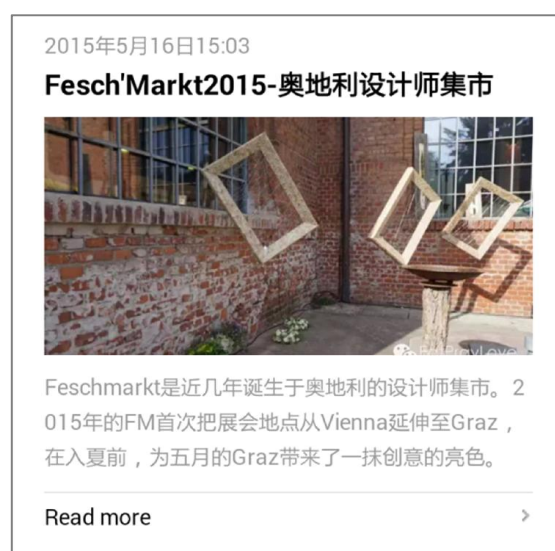 2015年5月16日15:03
Fesch'Markt2015-奥地利设计师集市
Feschmarkt是近几年诞生于奥地利的设计师集市。2
015年的FM首次把展会地点从Vienna延伸至Graz，
在入夏前，为五月的Graz带来了一抹创意的亮色。
Read more